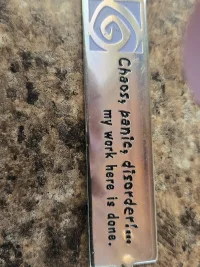 Chaos, panic, disorder!...
my work here is done.